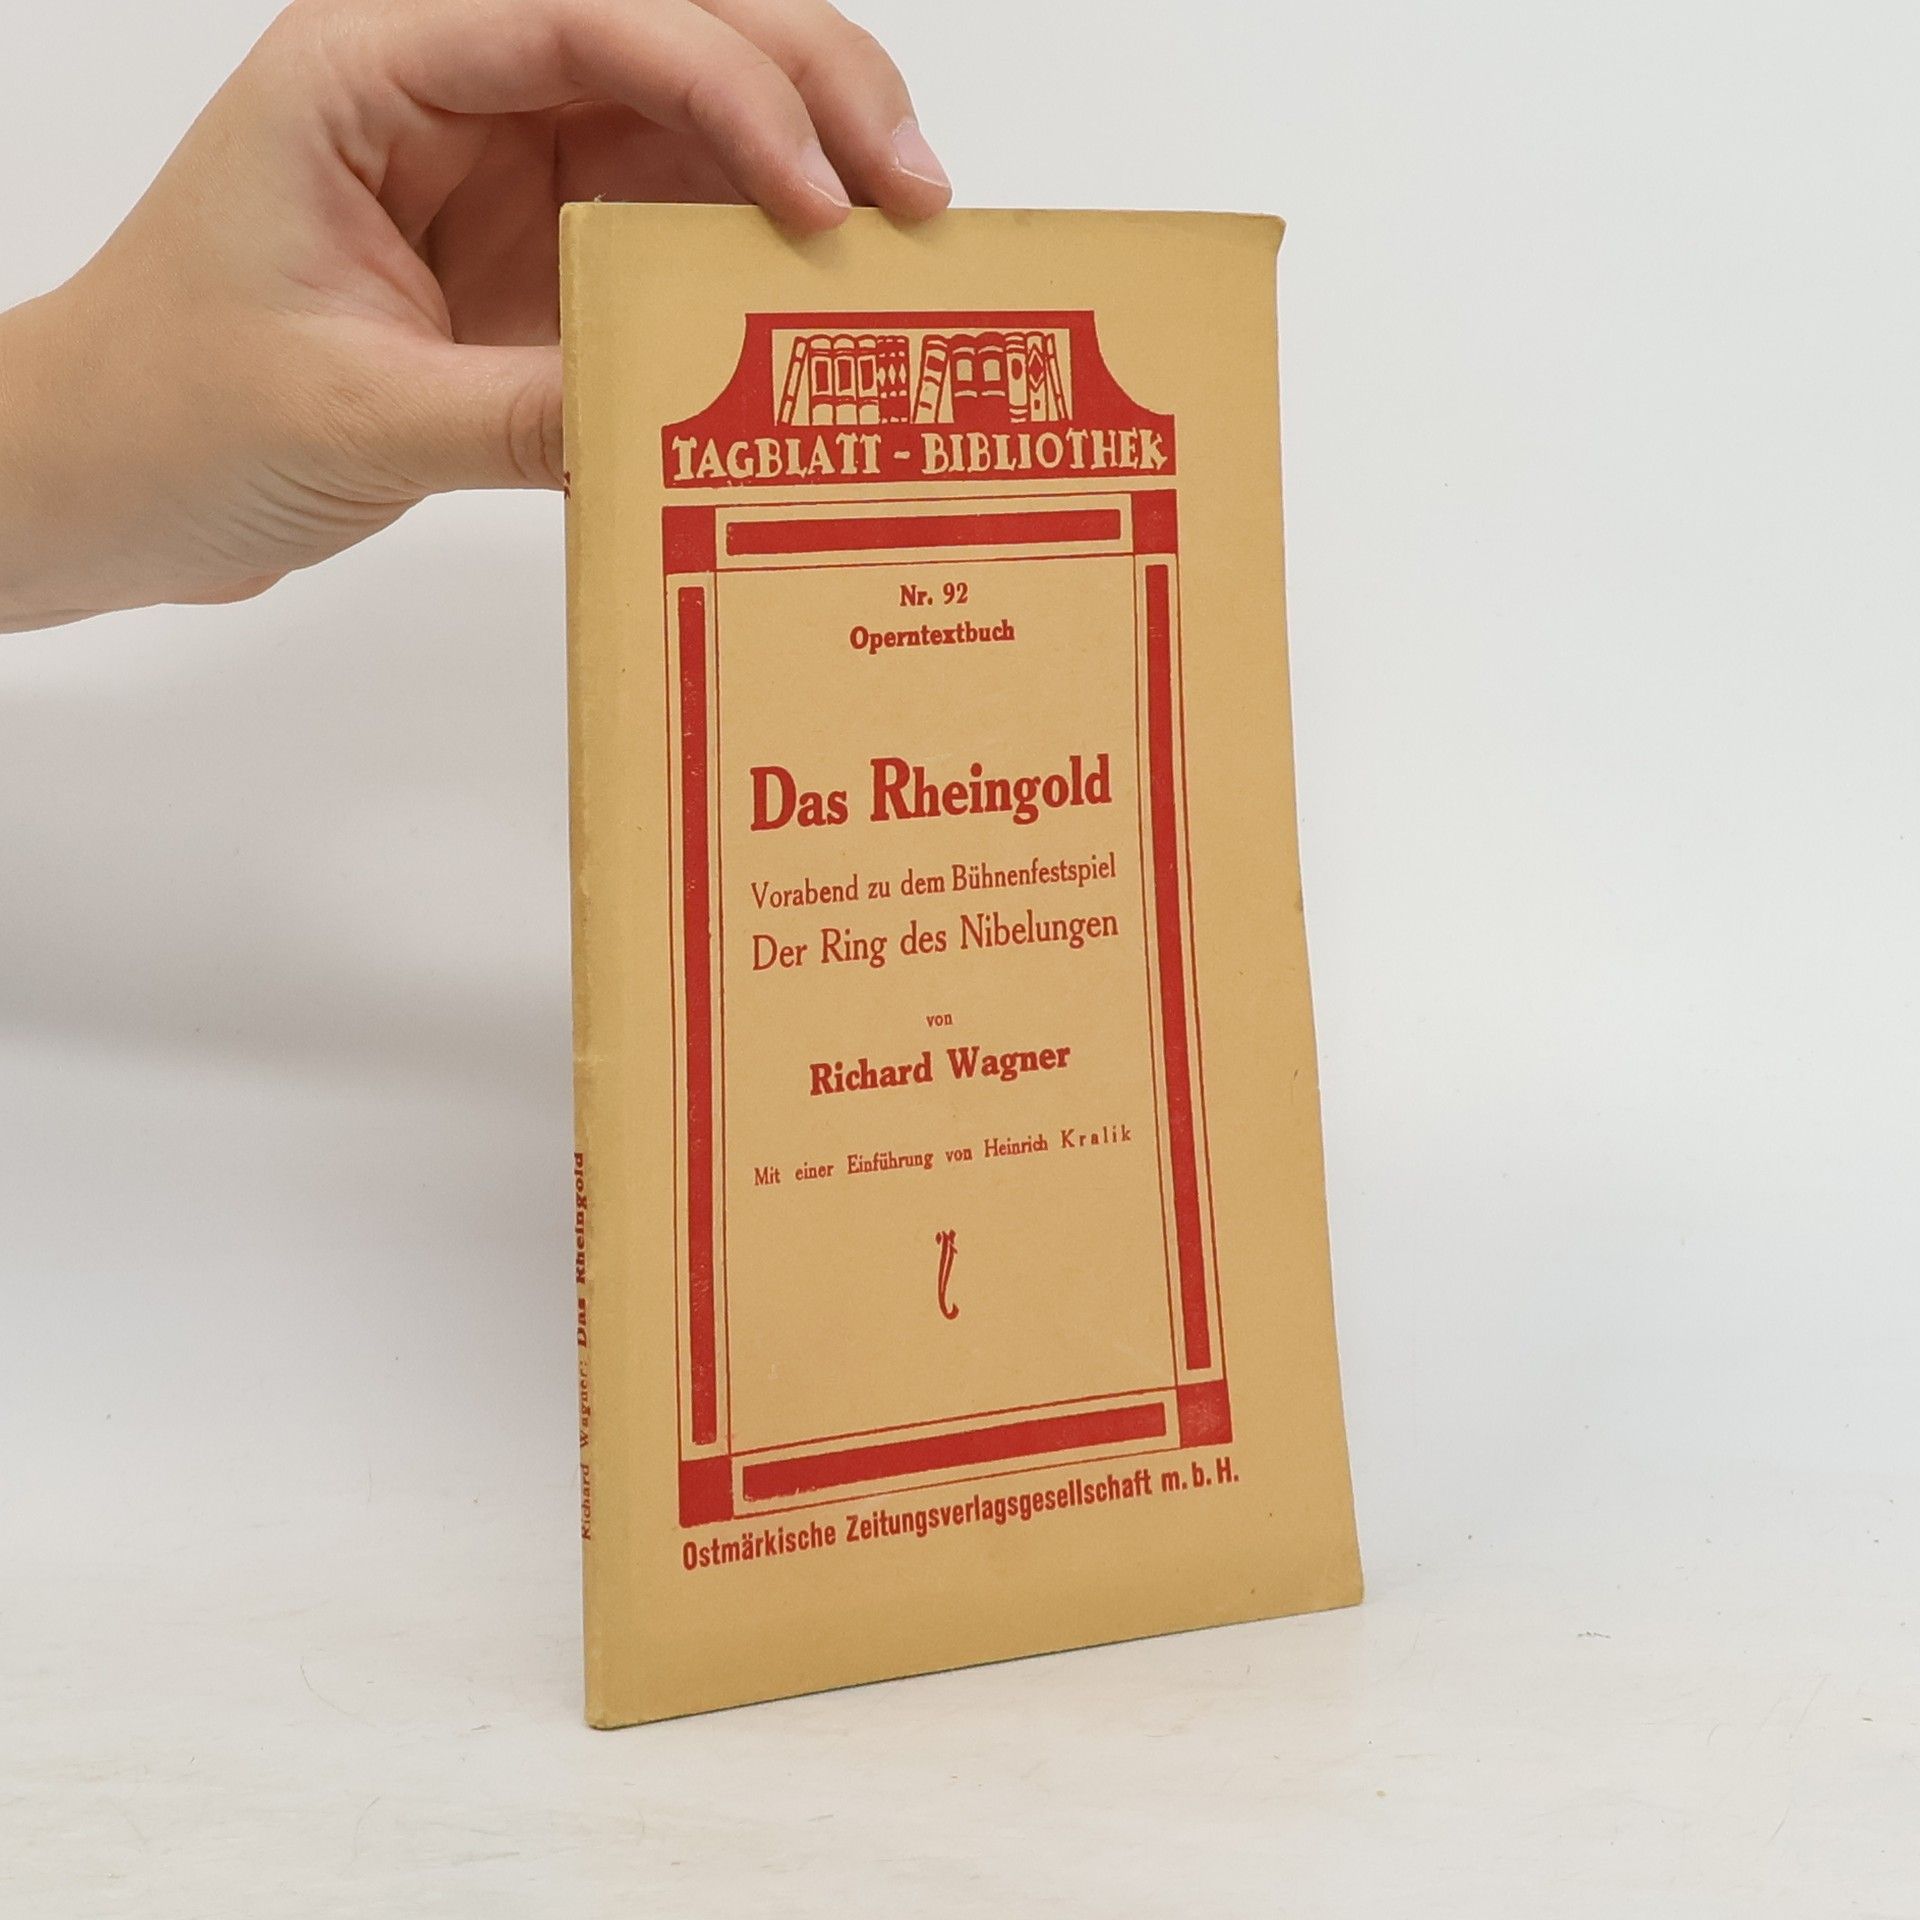 TAGBLATT - BIBLIOTHEK
Nr. 92
Operntextbuch
Das Rheingold
Vorabend zu dem Bühnenfestspiel
Der Ring des Nibelungen
von
Richard Wagner
Mit einer Einführung von Heinrich Kralik
Ostmärkische Zeitungsverlagsgesellschaft m. b. H.
Richard Wagner: Das Rheingold